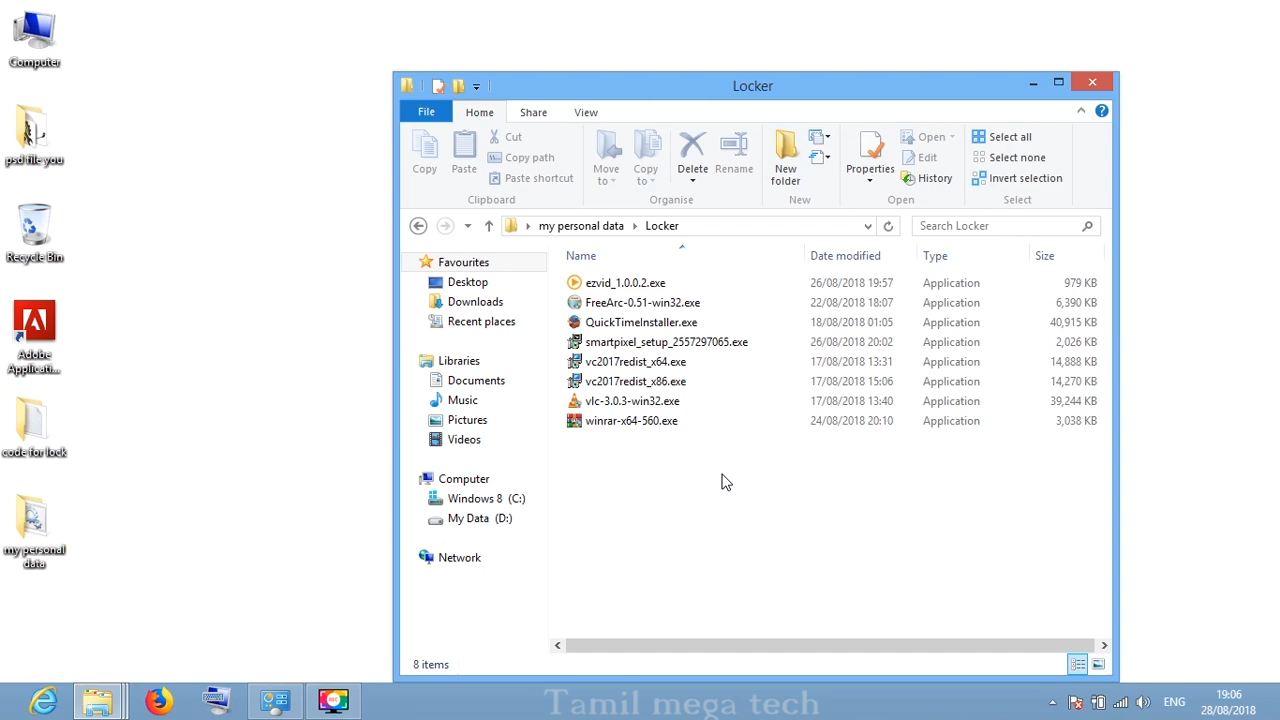 Computer
psd file you
Recycle Bin
Adobe
Applicati...
code for lock
my personal
data
Locker
File Home Share View
Copy
Paste
Cut
Copy path
Paste shortcut
Clipboard
Move
to
Copy
to
Delete
Rename
Organise
New
folder
New
Properties
Open
Edit
History
Open
Select all
Select none
Invert selection
Select
my personal data Locker
Search Locker
Favourites
Desktop
Downloads
Recent places
Libraries
Documents
Music
Pictures
Videos
Computer
Windows 8 (C:)
My Data (D:)
Network
Name Date modified Type Size
ezvid_1.0.0.2.exe 26/08/2018 19:57 Application 979 KB
FreeArc-0.51-win32.exe 22/08/2018 18:07 Application 6,390 KB
QuickTimeInstaller.exe 18/08/2018 01:05 Application 40,915 KB
smartpixel_setup_2557297065.exe 26/08/2018 20:02 Application 2,026 KB
vc2017redist_x64.exe 17/08/2018 13:31 Application 14,888 KB
vc2017redist_x86.exe 17/08/2018 15:06 Application 14,270 KB
vlc-3.0.3-win32.exe 17/08/2018 13:40 Application 39,244 KB
winrar-x64-560.exe 24/08/2018 20:10 Application 3,038 KB
8 items
REC
Tamil mega tech
ENG
19:06
28/08/2018